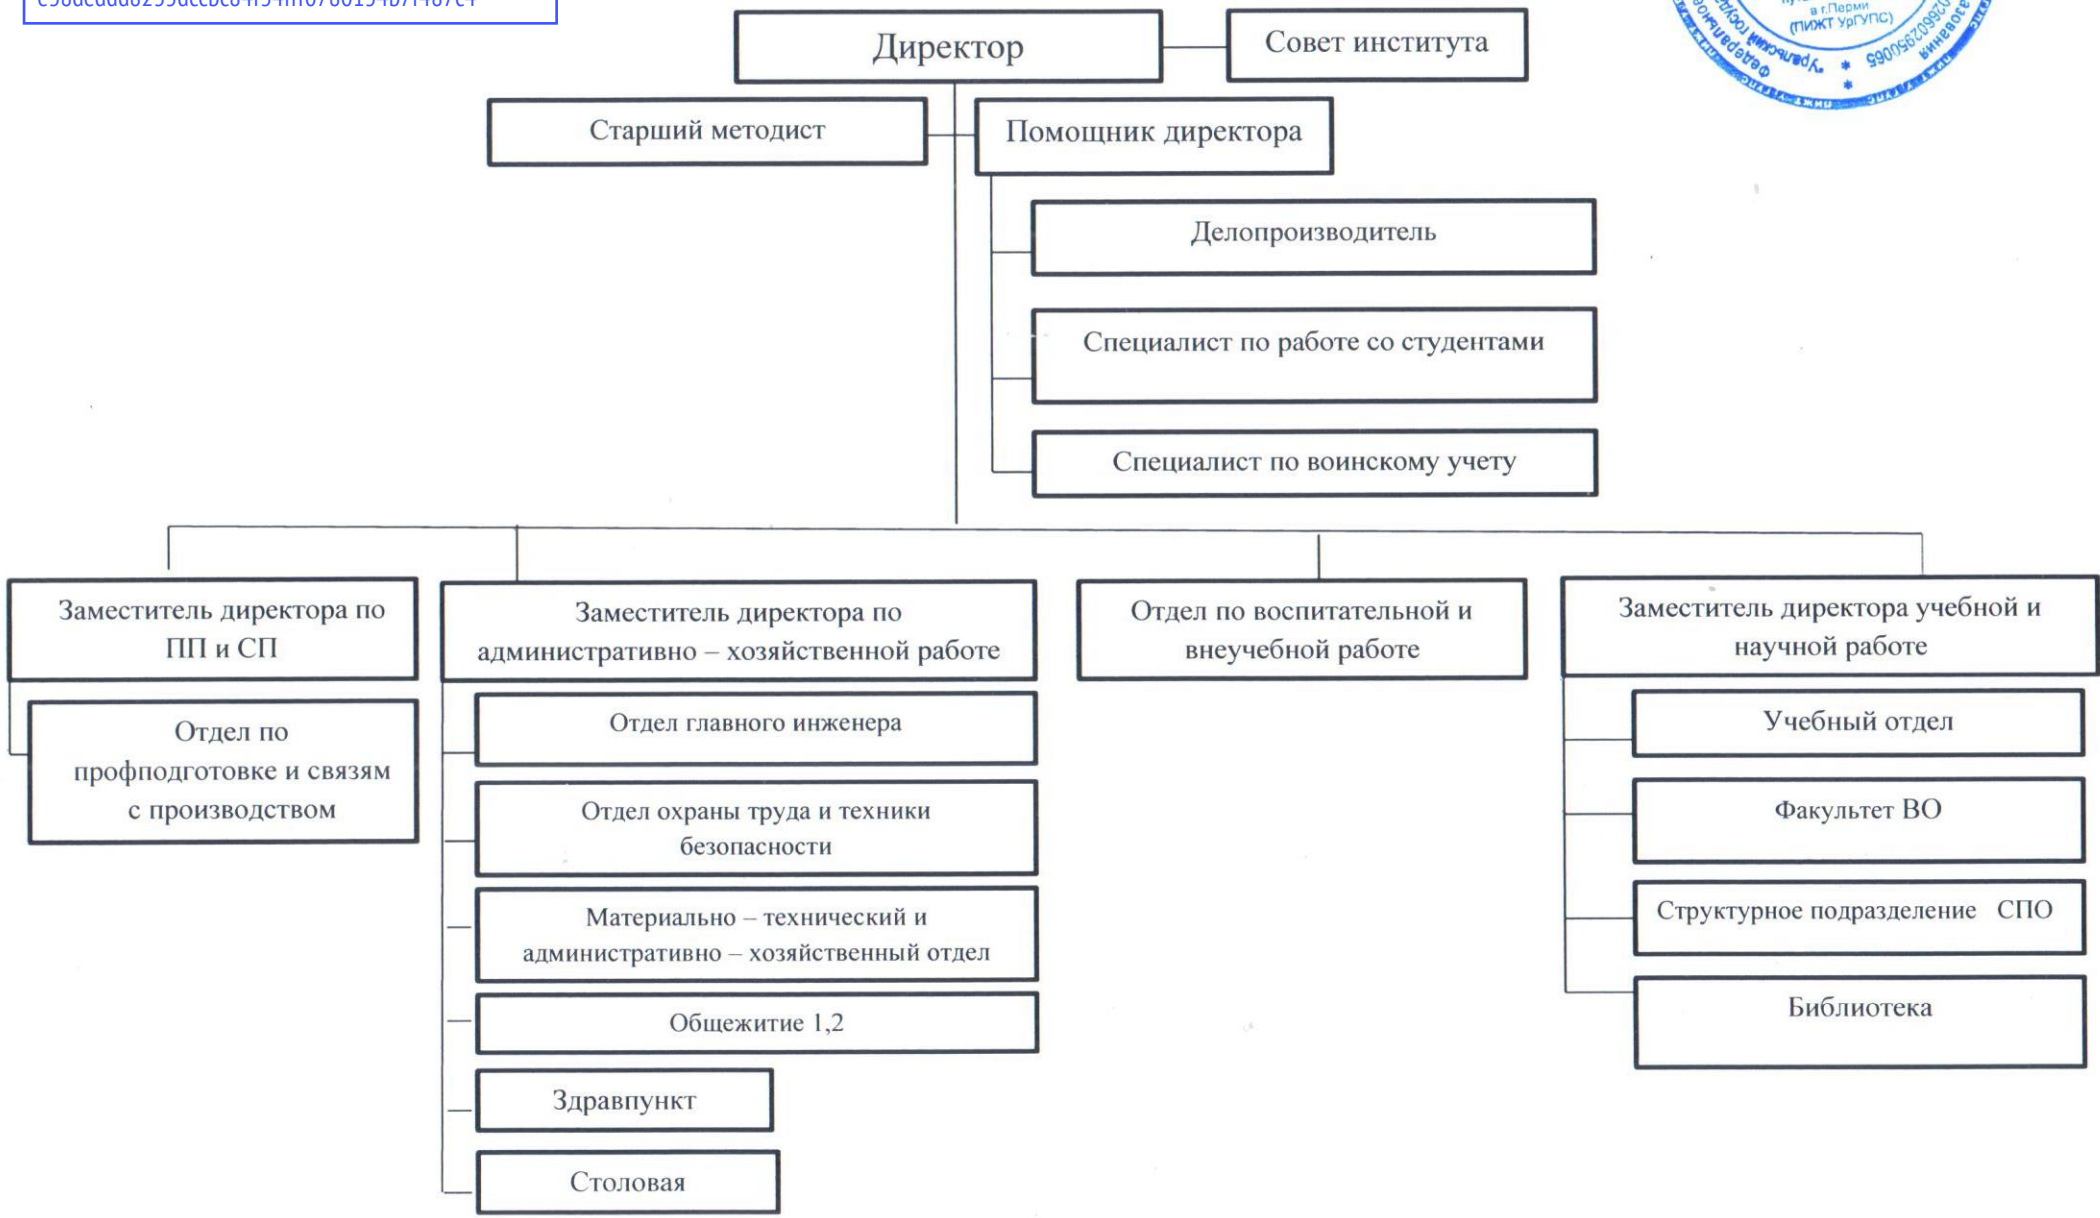 Директор
Совет института
в г.Перми
(ПИЖТ УрГУПС)
Старший методист
Помощник директора
Делопроизводитель
Специалист по работе со студентами
Специалист по воинскому учету
Заместитель директора по
ПП и СП
Отдел по
профподготовке и связям
с производством
Заместитель директора по
административно – хозяйственной работе
Отдел главного инженера
Отдел охраны труда и техники
безопасности
Материально – технический и
административно – хозяйственный отдел
Общежитие 1,2
Здравпункт
Столовая
Отдел по воспитательной и
внеучебной работе
Заместитель директора учебной и
научной работе
Учебный отдел
Факультет ВО
Структурное подразделение СПО
Библиотека